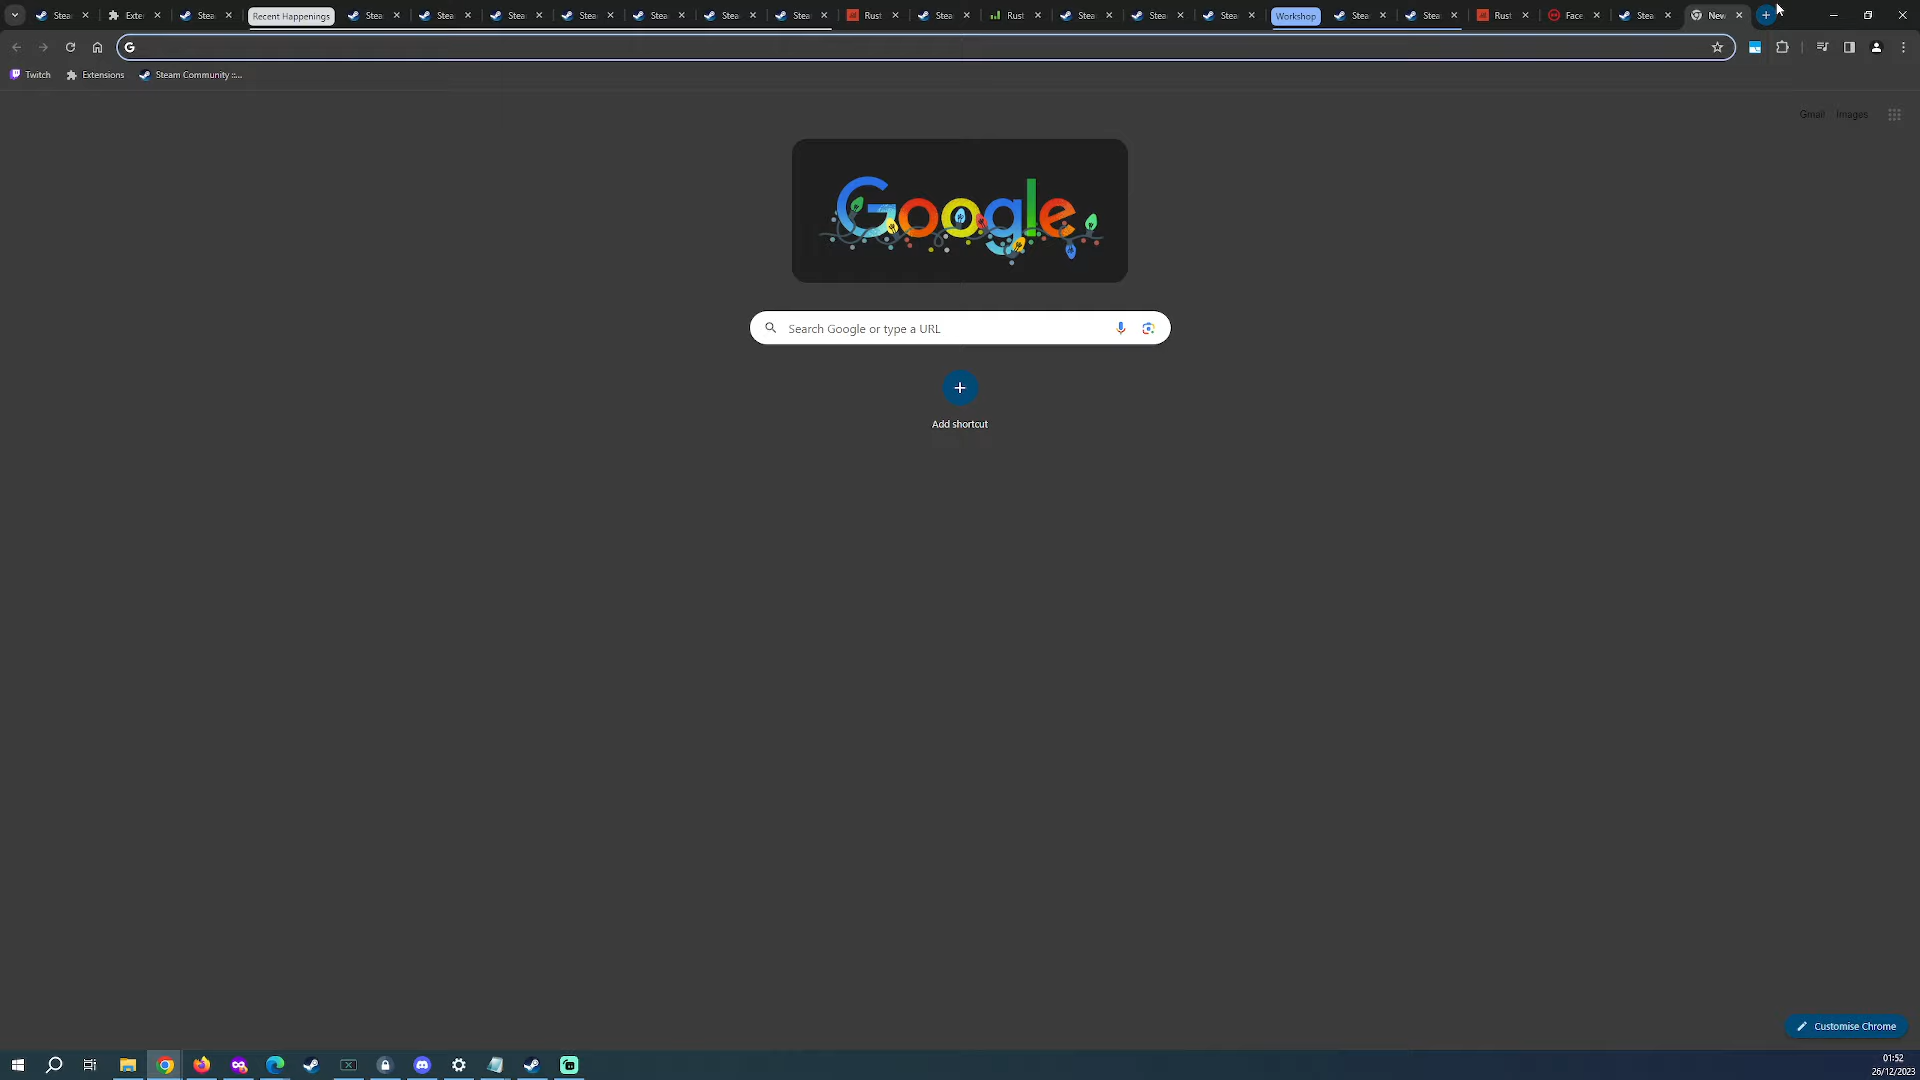 Stea Exte Stea Recent Happenings Stea Stea Stea Stea Stea Stea Stea Rust Stea Rust Stea Stea Stea Workshop Stea Stea Rust Face Stea New
G
Twitch Extensions Steam Community ::...
Gmail Images
Google
Search Google or type a URL
Add shortcut
Customise Chrome
01:52
26/12/2023